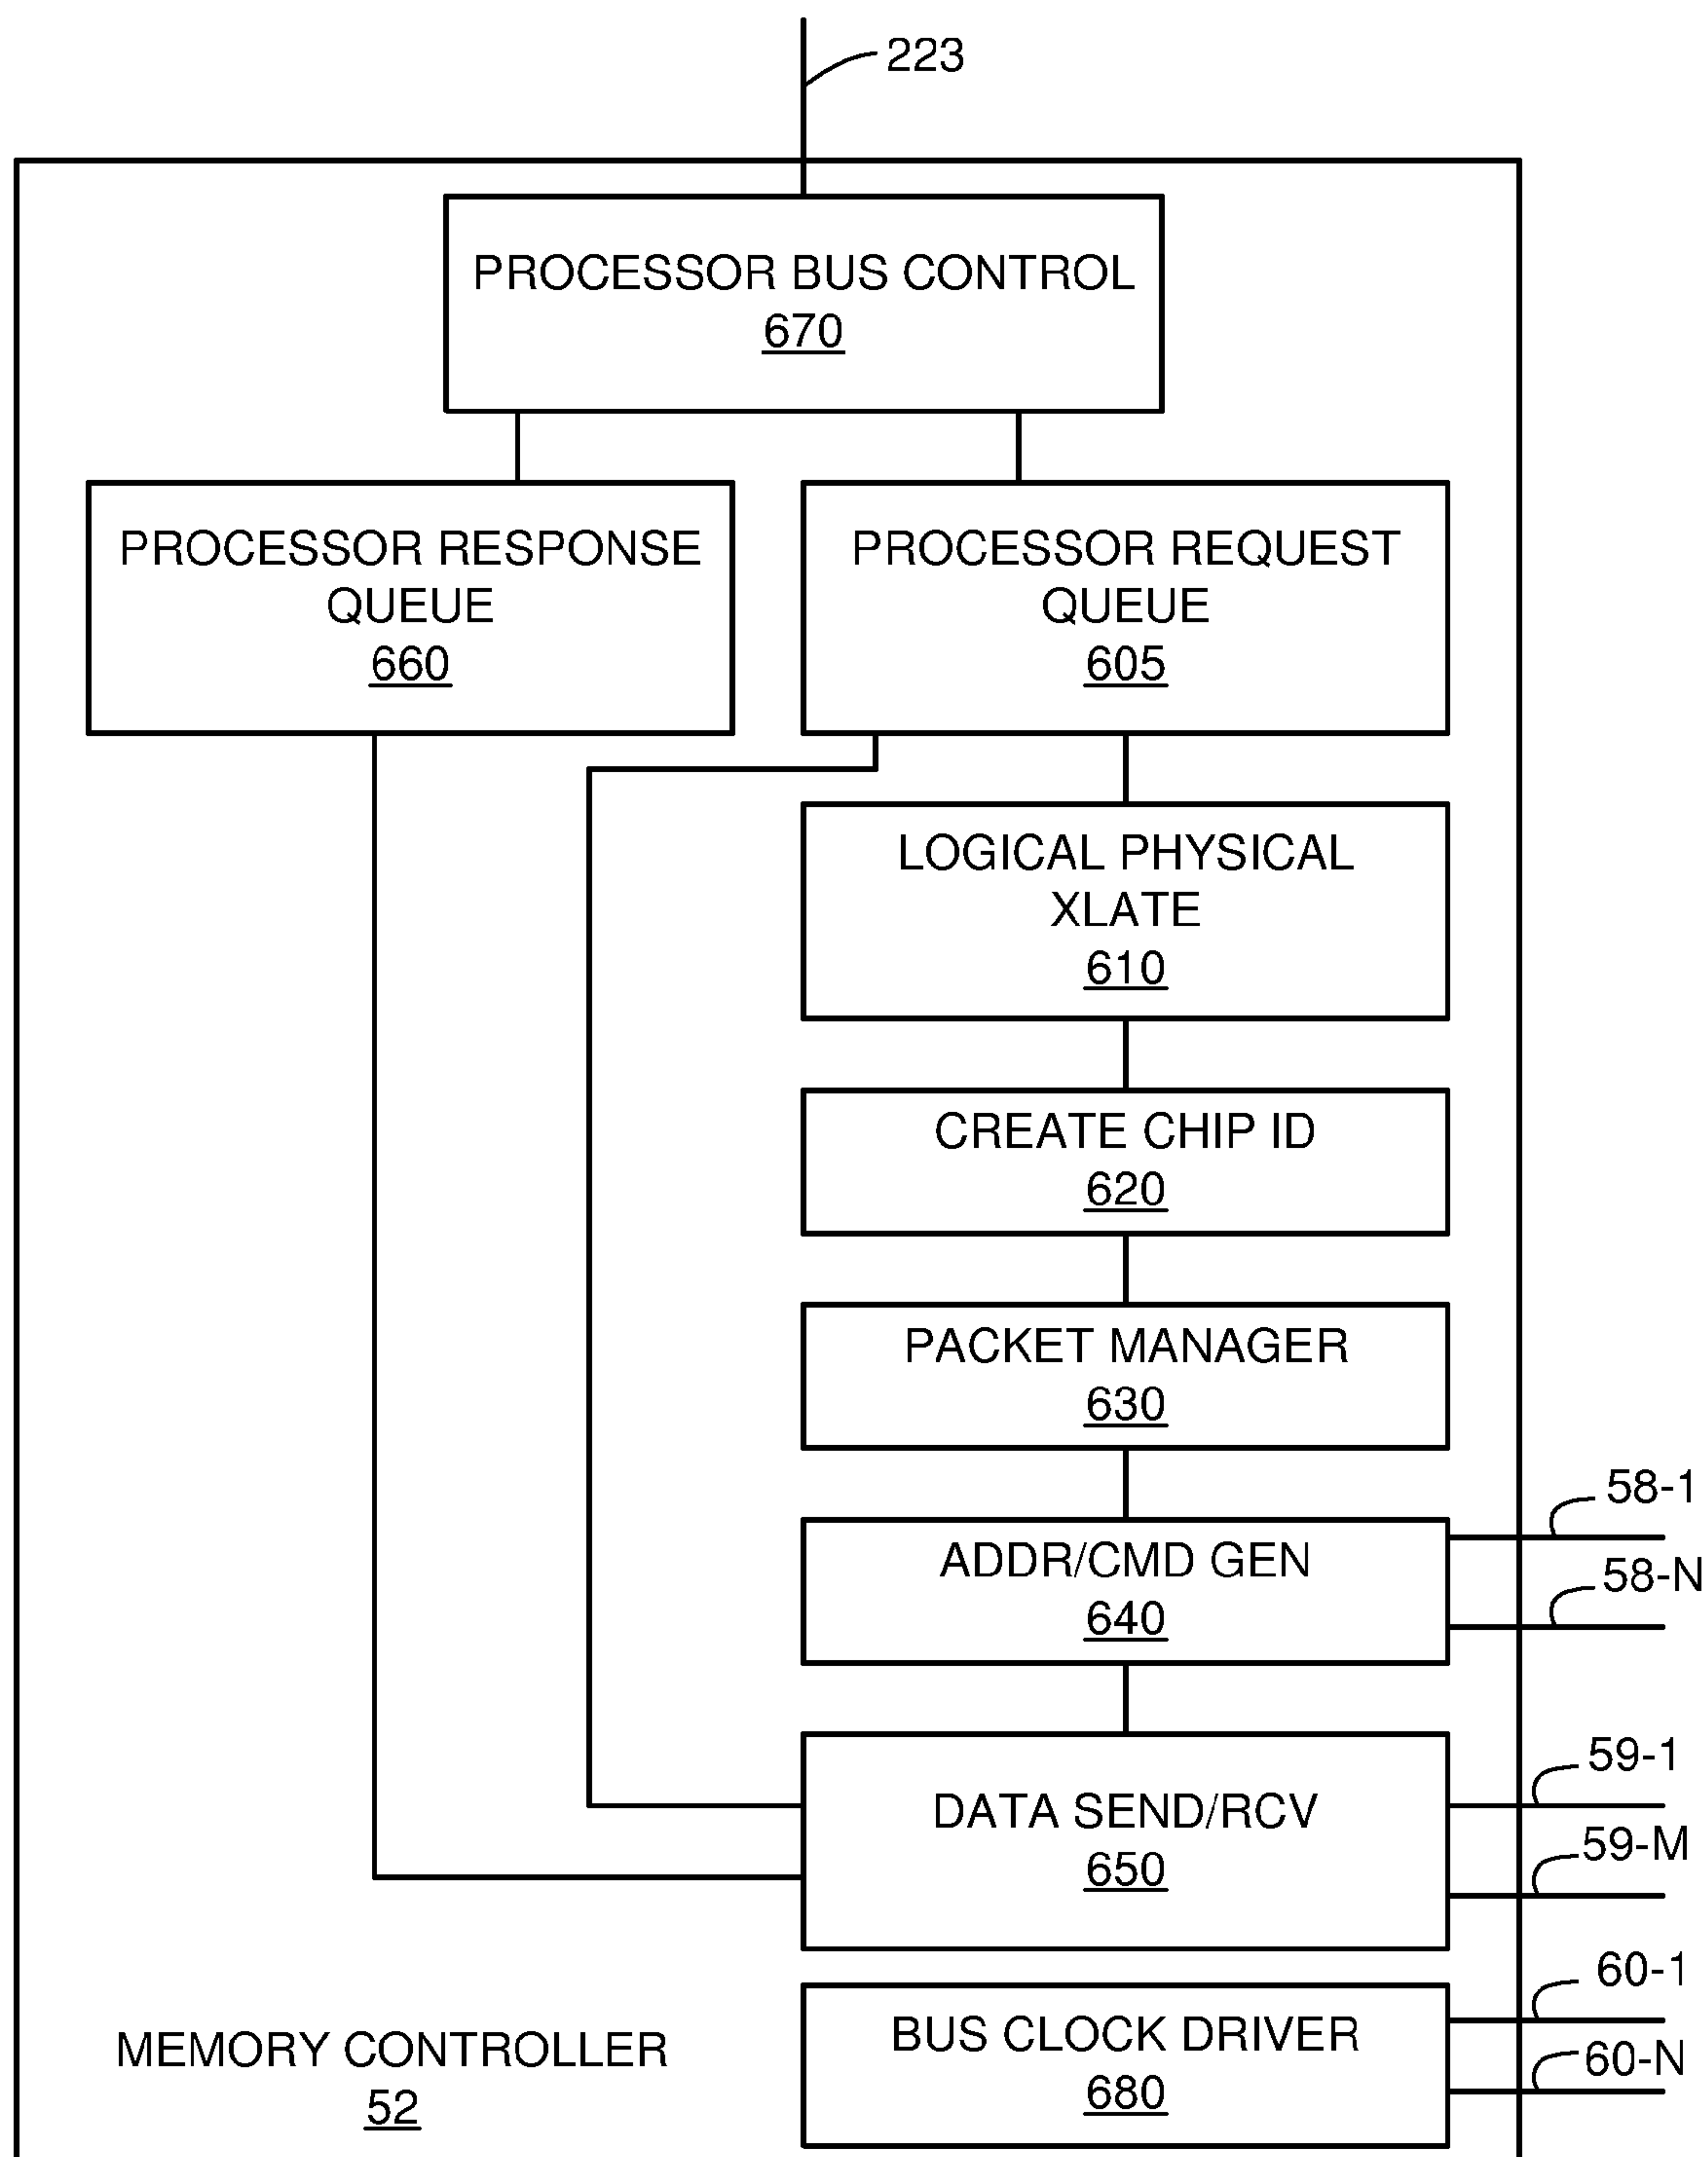 223
PROCESSOR BUS CONTROL
670
PROCESSOR RESPONSE
QUEUE
660
PROCESSOR REQUEST
QUEUE
605
LOGICAL PHYSICAL
XLATE
610
CREATE CHIP ID
620
PACKET MANAGER
630
58-1
ADDR/CMD GEN
58-N
640
59-1
DATA SEND/RCV
59-M
650
60-1
BUS CLOCK DRIVER
60-N
680
MEMORY CONTROLLER
52